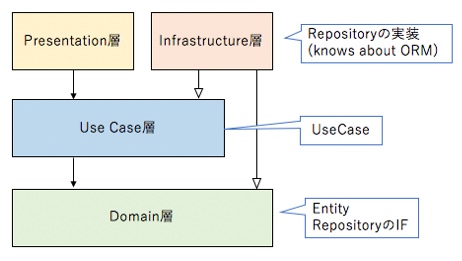 Presentation層
Infrastructure層
Repositoryの実装
(knows about ORM)
Use Case層
UseCase
Domain層
Entity
RepositoryのIF